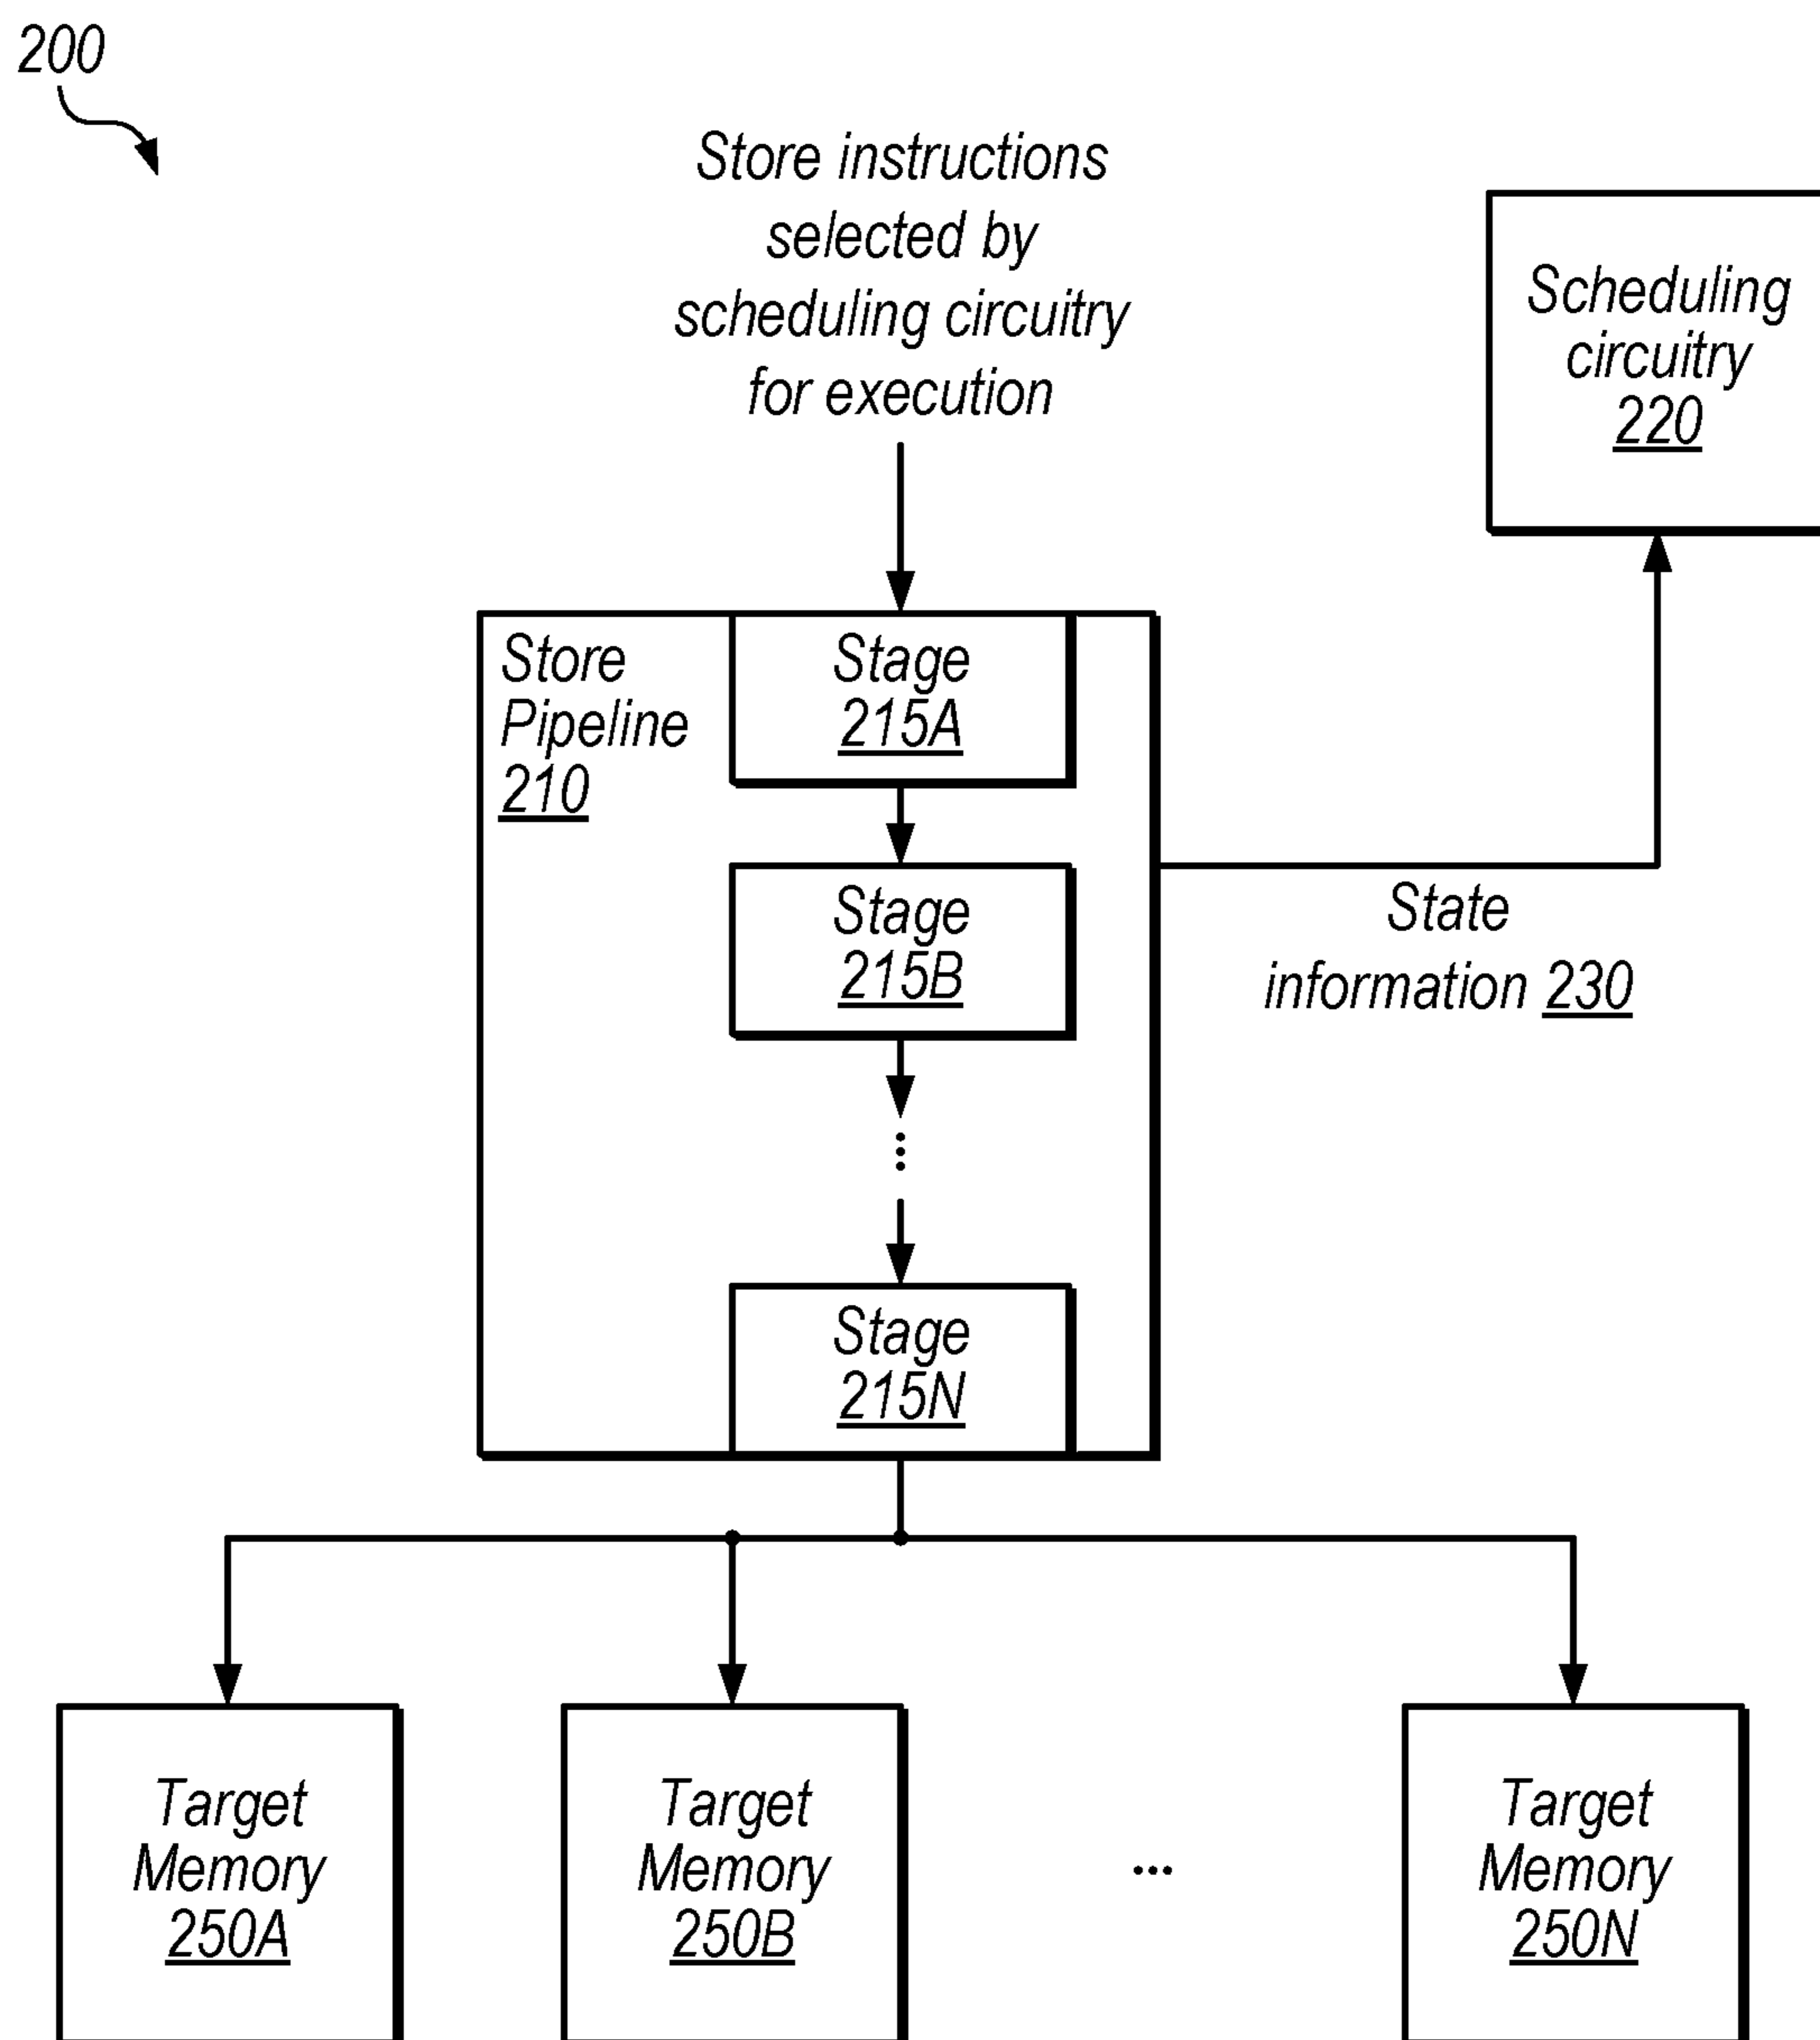 200
Store instructions
selected by
scheduling circuitry
for execution
Scheduling
circuitry
220
Store
Pipeline
210
Stage
215A
Stage
215B
State
information 230
...
Stage
215N
Target
Memory
250A
Target
Memory
250B
...
Target
Memory
250N